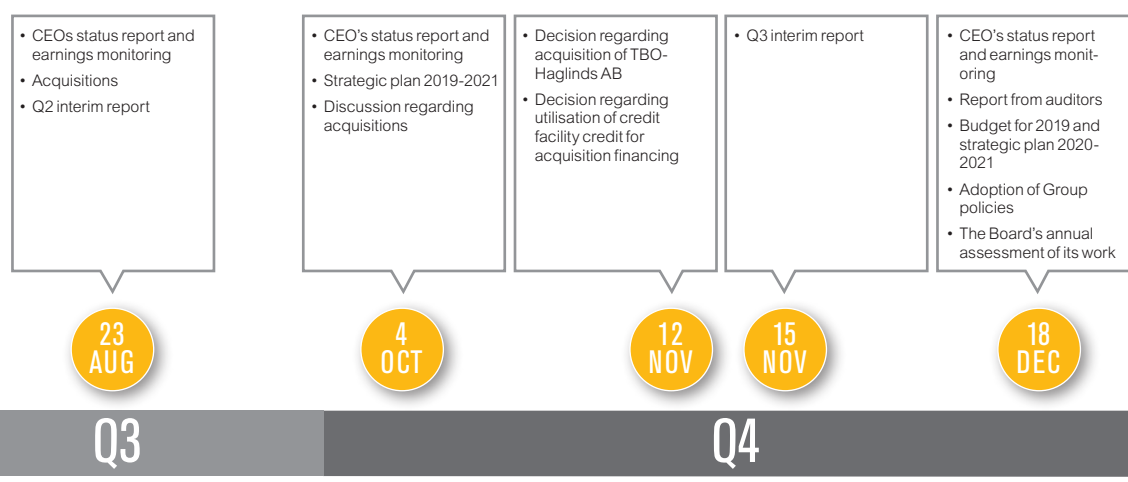 • CEOs status report and
earnings monitoring
• Acquisitions
• Q2 interim report
• CEO's status report and
earnings monitoring
• Strategic plan 2019-2021
• Discussion regarding
acquisitions
• Decision regarding
acquisition of TBO-
Haglinds AB
• Decision regarding
utilisation of credit
facility credit for
acquisition financing
• Q3 interim report
• CEO's status report
and earnings monit-
oring
• Report from auditors
• Budget for 2019 and
strategic plan 2020-
2021
• Adoption of Group
policies
• The Board's annual
assessment of its work
23
AUG
4
OCT
12
NOV
15
NOV
18
DEC
Q3
Q4